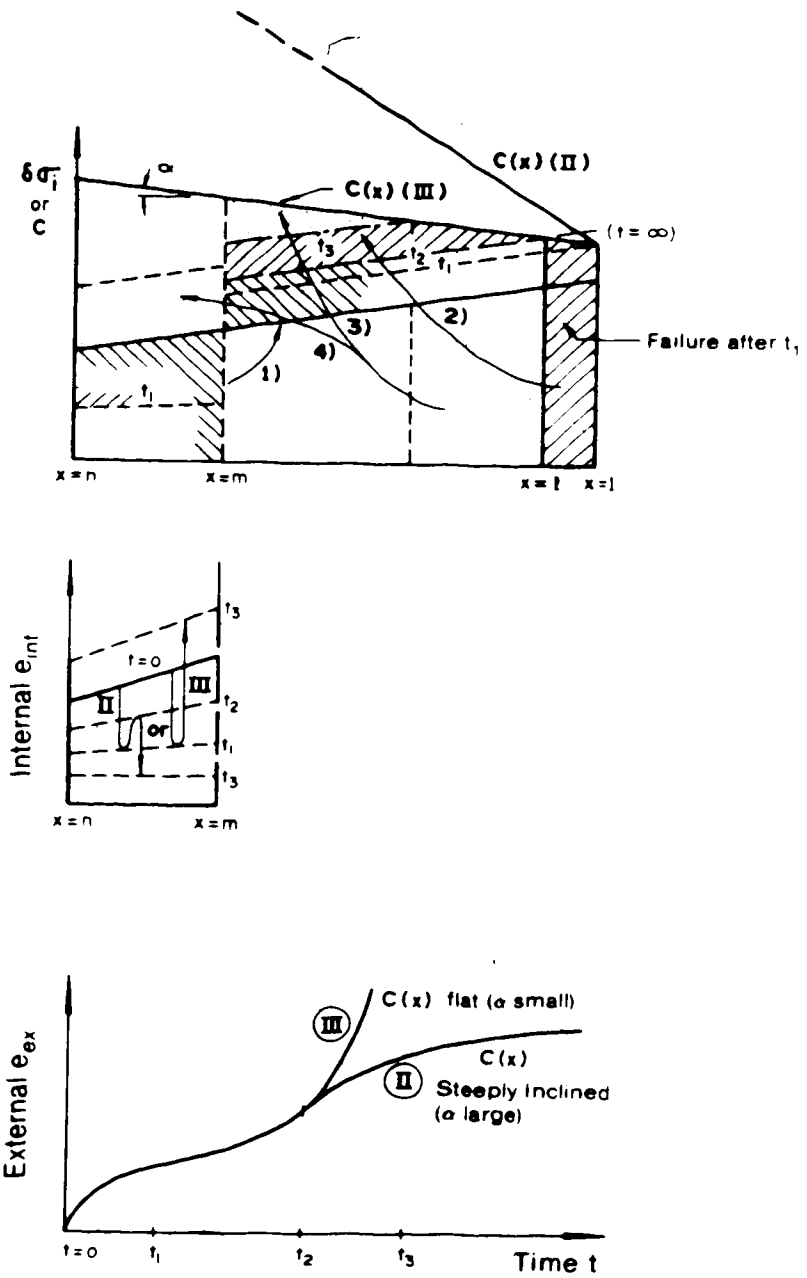 C(x) (II)
α
δσi
or
C
C(x) (III)
(t=∞)
t3
t2
t1
3)
2)
4)
1)
Failure after t1
t1
x=n
x=m
x=l
x=1
Internal eint
t3
t=0
II
III
t2
or
t1
t3
x=n
x=m
External eex
III
C(x) flat (α small)
C(x)
II
Steeply Inclined
(α large)
t=0
t1
t2
t3
Time t